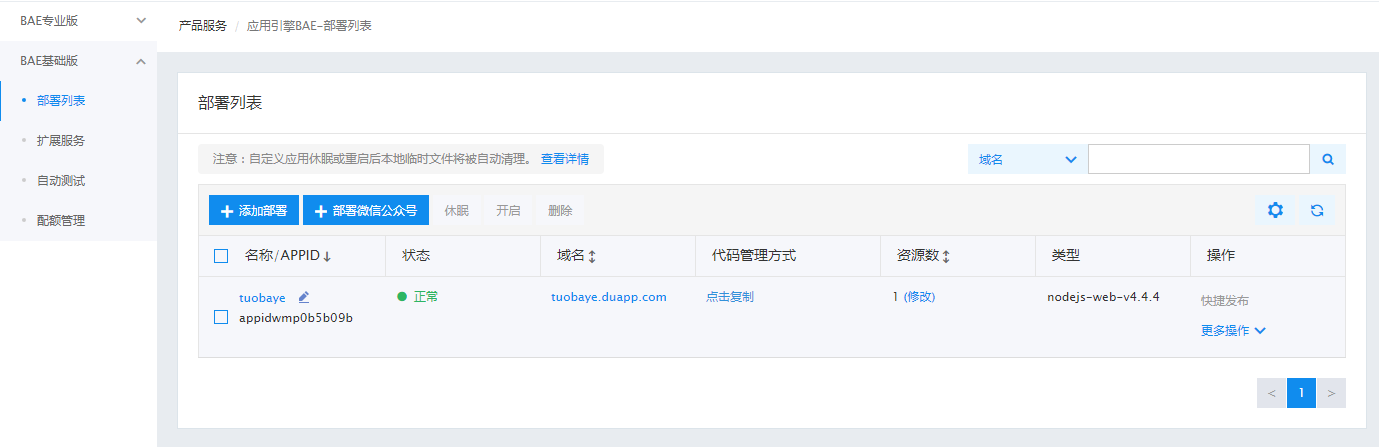 BAE专业版
BAE基础版
部署列表
扩展服务
自动测试
配额管理
产品服务 / 应用引擎BAE-部署列表
部署列表
注意：自定义应用休眠或重启后本地临时文件将被自动清理。 查看详情
域名
添加部署 部署微信公众号 休眠 开启 删除
名称/APPID 状态 域名 代码管理方式 资源数 类型 操作
tuobaye 正常 tuobaye.duapp.com 点击复制 1 (修改) nodejs-web-v4.4.4 快捷发布
appidwmp0b5b09b
更多操作
< 1 >